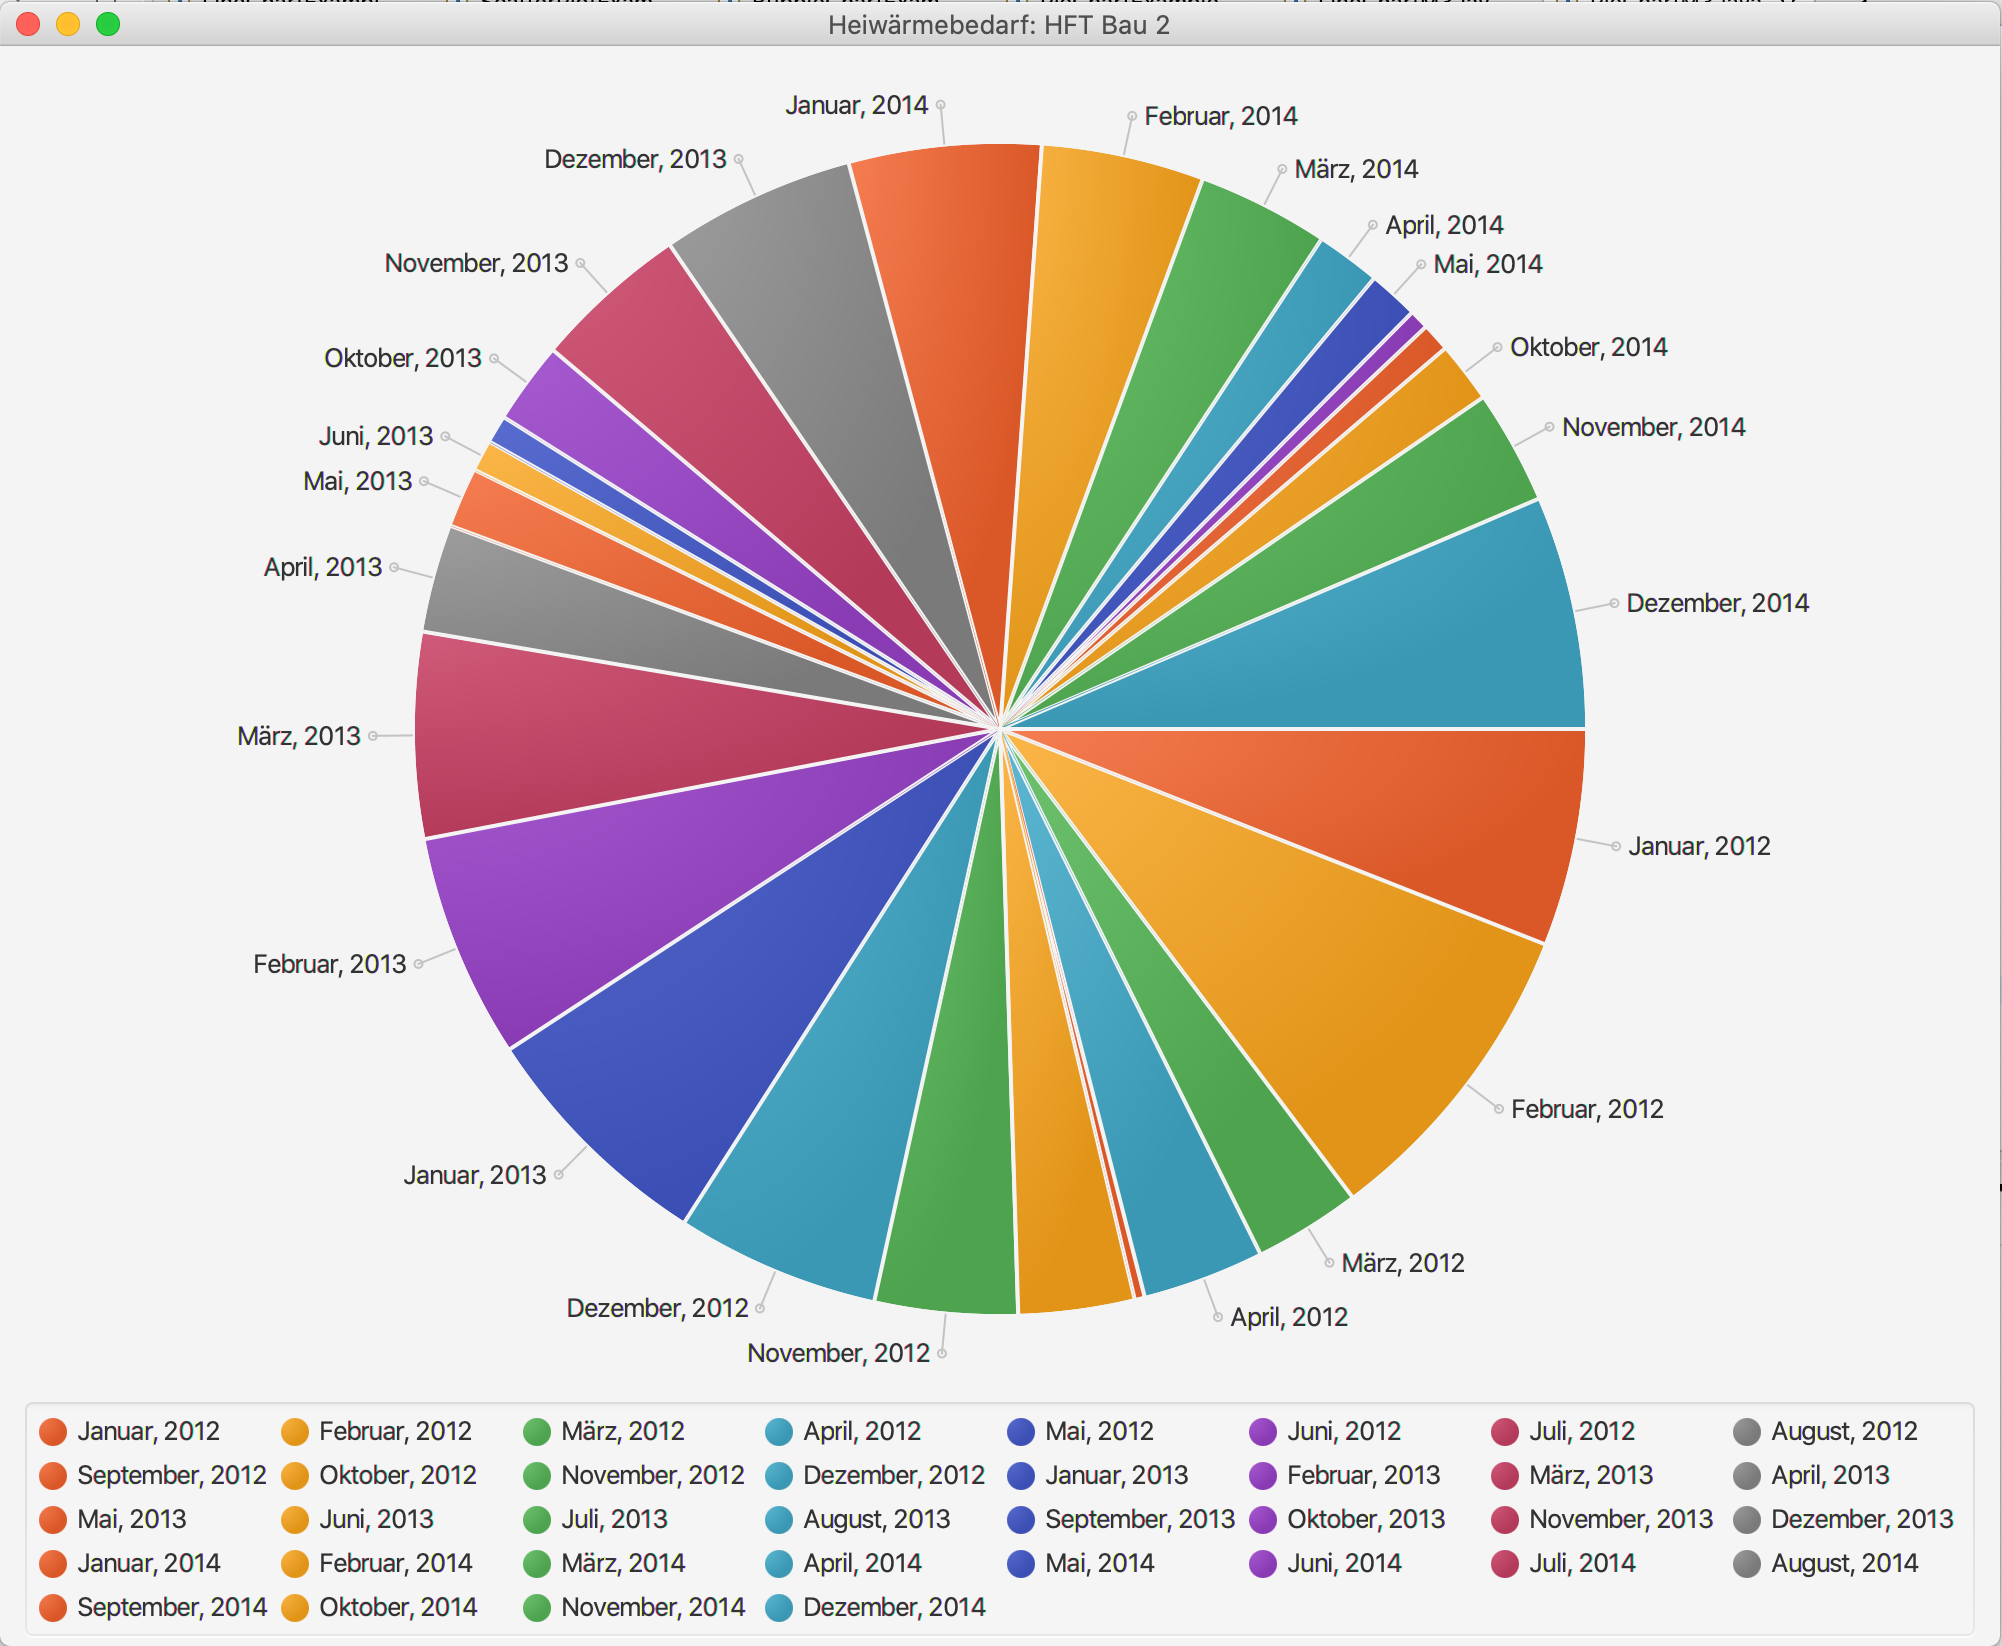 Heiwärmebedarf: HFT Bau 2
Januar, 2014
Februar, 2014
Dezember, 2013
März, 2014
April, 2014
November, 2013
Mai, 2014
Oktober, 2013
Oktober, 2014
Juni, 2013
November, 2014
Mai, 2013
April, 2013
Dezember, 2014
März, 2013
Januar, 2012
Februar, 2013
Februar, 2012
Januar, 2013
März, 2012
Dezember, 2012
April, 2012
November, 2012
Januar, 2012 Februar, 2012 März, 2012 April, 2012 Mai, 2012 Juni, 2012 Juli, 2012 August, 2012
September, 2012 Oktober, 2012 November, 2012 Dezember, 2012 Januar, 2013 Februar, 2013 März, 2013 April, 2013
Mai, 2013 Juni, 2013 Juli, 2013 August, 2013 September, 2013 Oktober, 2013 November, 2013 Dezember, 2013
Januar, 2014 Februar, 2014 März, 2014 April, 2014 Mai, 2014 Juni, 2014 Juli, 2014 August, 2014
September, 2014 Oktober, 2014 November, 2014 Dezember, 2014